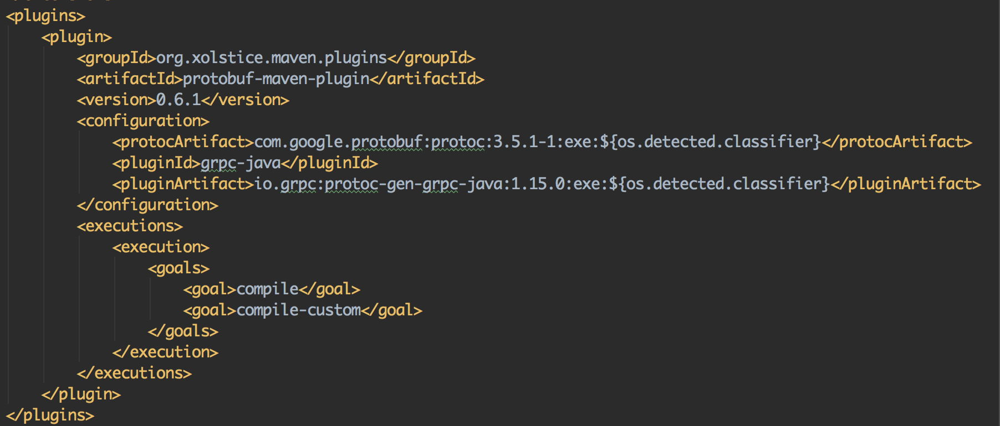 <plugins>
<plugin>
<groupId>org.xolstice.maven.plugins</groupId>
<artifactId>protobuf-maven-plugin</artifactId>
<version>0.6.1</version>
<configuration>
<protocArtifact>com.google.protobuf:protoc:3.5.1-1:exe:${os.detected.classifier}</protocArtifact>
<pluginId>grpc-java</pluginId>
<pluginArtifact>io.grpc:protoc-gen-grpc-java:1.15.0:exe:${os.detected.classifier}</pluginArtifact>
</configuration>
<executions>
<execution>
<goals>
<goal>compile</goal>
<goal>compile-custom</goal>
</goals>
</execution>
</executions>
</plugin>
</plugins>